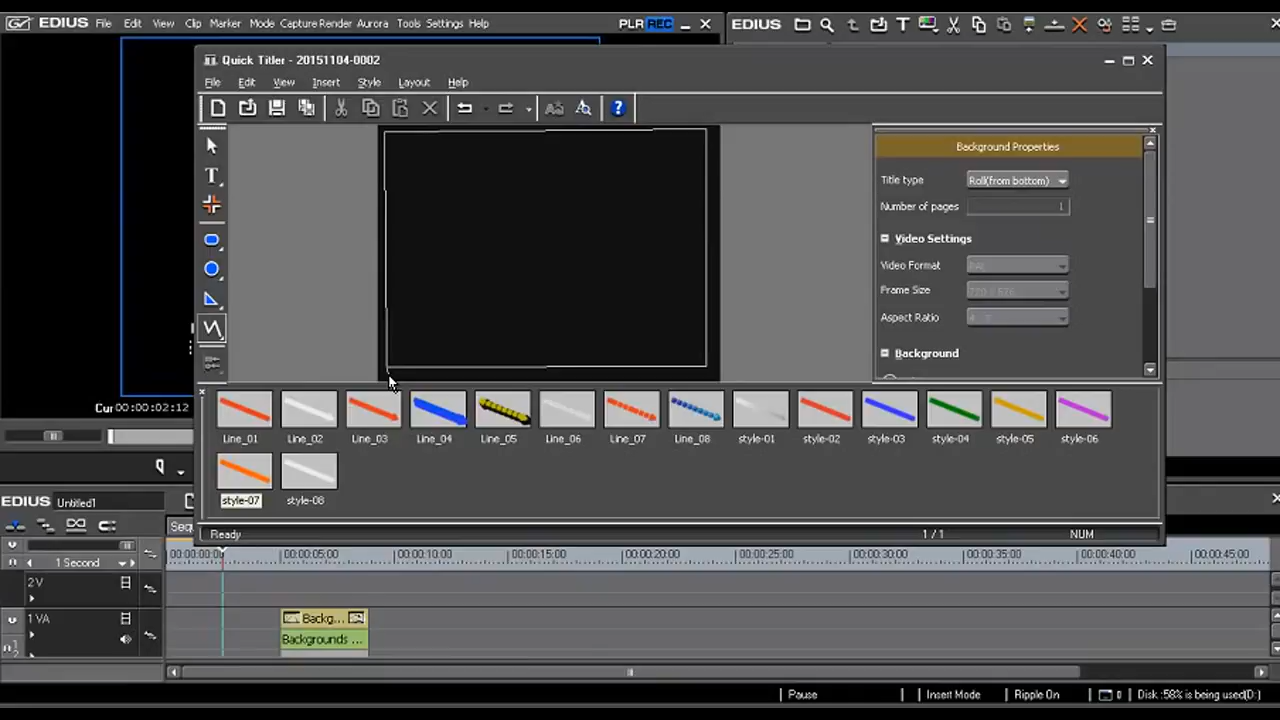 EDIUS File Edit View Clip Marker Mode Capture Render Aurora Tools Settings Help PLR REC
EDIUS T
Quick Titler - 20151104-0002
File Edit View Insert Style Layout Help
Background Properties
Title type Roll(from bottom)
Number of pages 1
Video Settings
Video Format
Frame Size 720 x 576
Aspect Ratio
Background
T
Cur 00:00:02:12
Line_01 Line_02 Line_03 Line_04 Line_05 Line_06 Line_07 Line_08 style-01 style-02 style-03 style-04 style-05 style-06
style-07 style-08
Ready 1 / 1 NUM
EDIUS Untitled1
Seq
00:00:00:00 00:00:05:00 00:00:10:00 00:00:15:00 00:00:20:00 00:00:25:00 00:00:30:00 00:00:35:00 00:00:40:00 00:00:45:00
1 Second
2 V
1 VA
Backg...
Backgrounds ...
Pause Insert Mode Ripple On 0 Disk :58% is being used(D:)